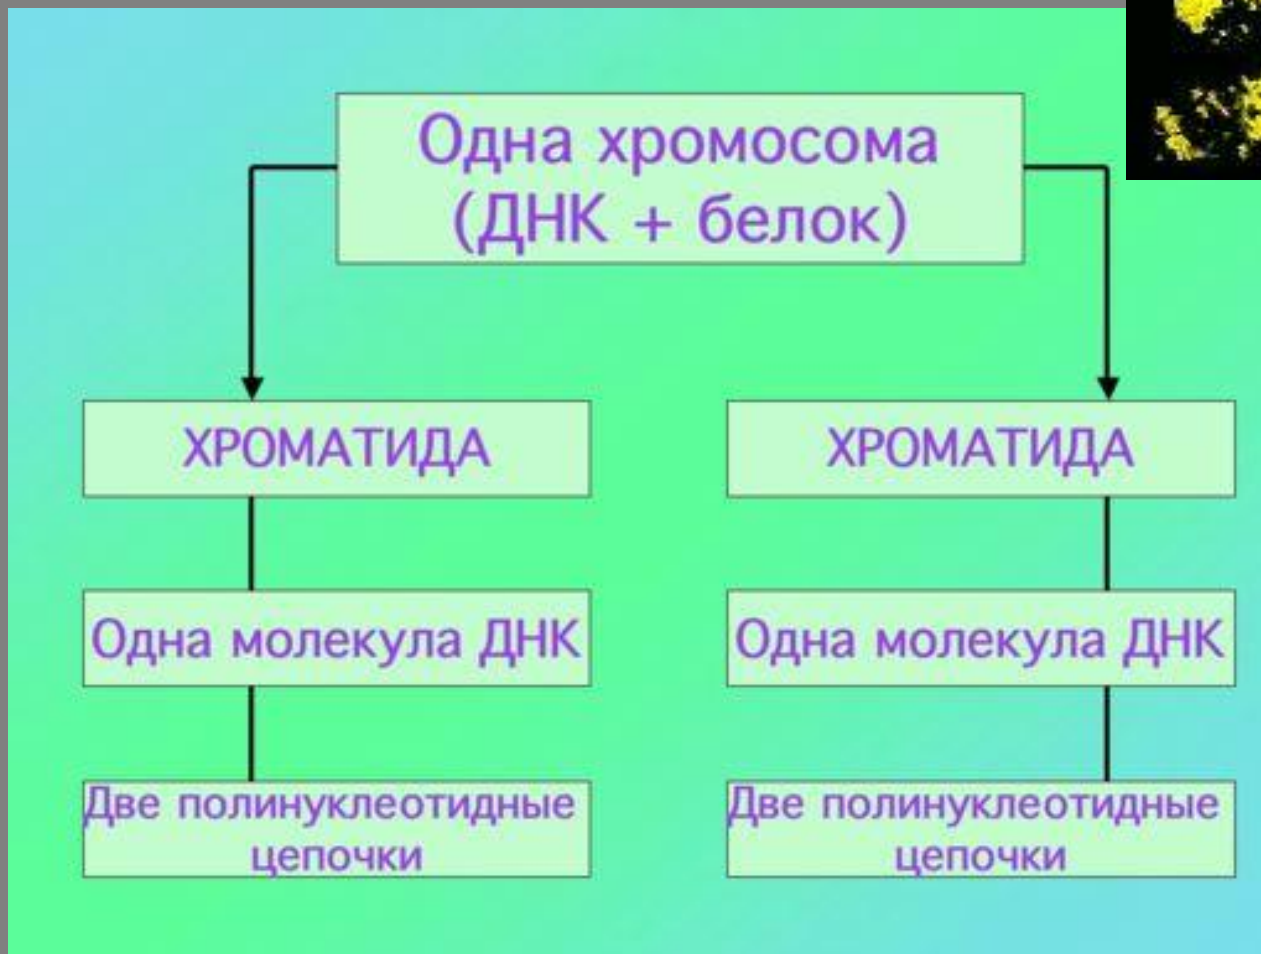 Одна хромосома
(ДНК + белок)
ХРОМАТИДА
ХРОМАТИДА
Одна молекула ДНК
Одна молекула ДНК
Две полинуклеотидные
цепочки
Две полинуклеотидные
цепочки